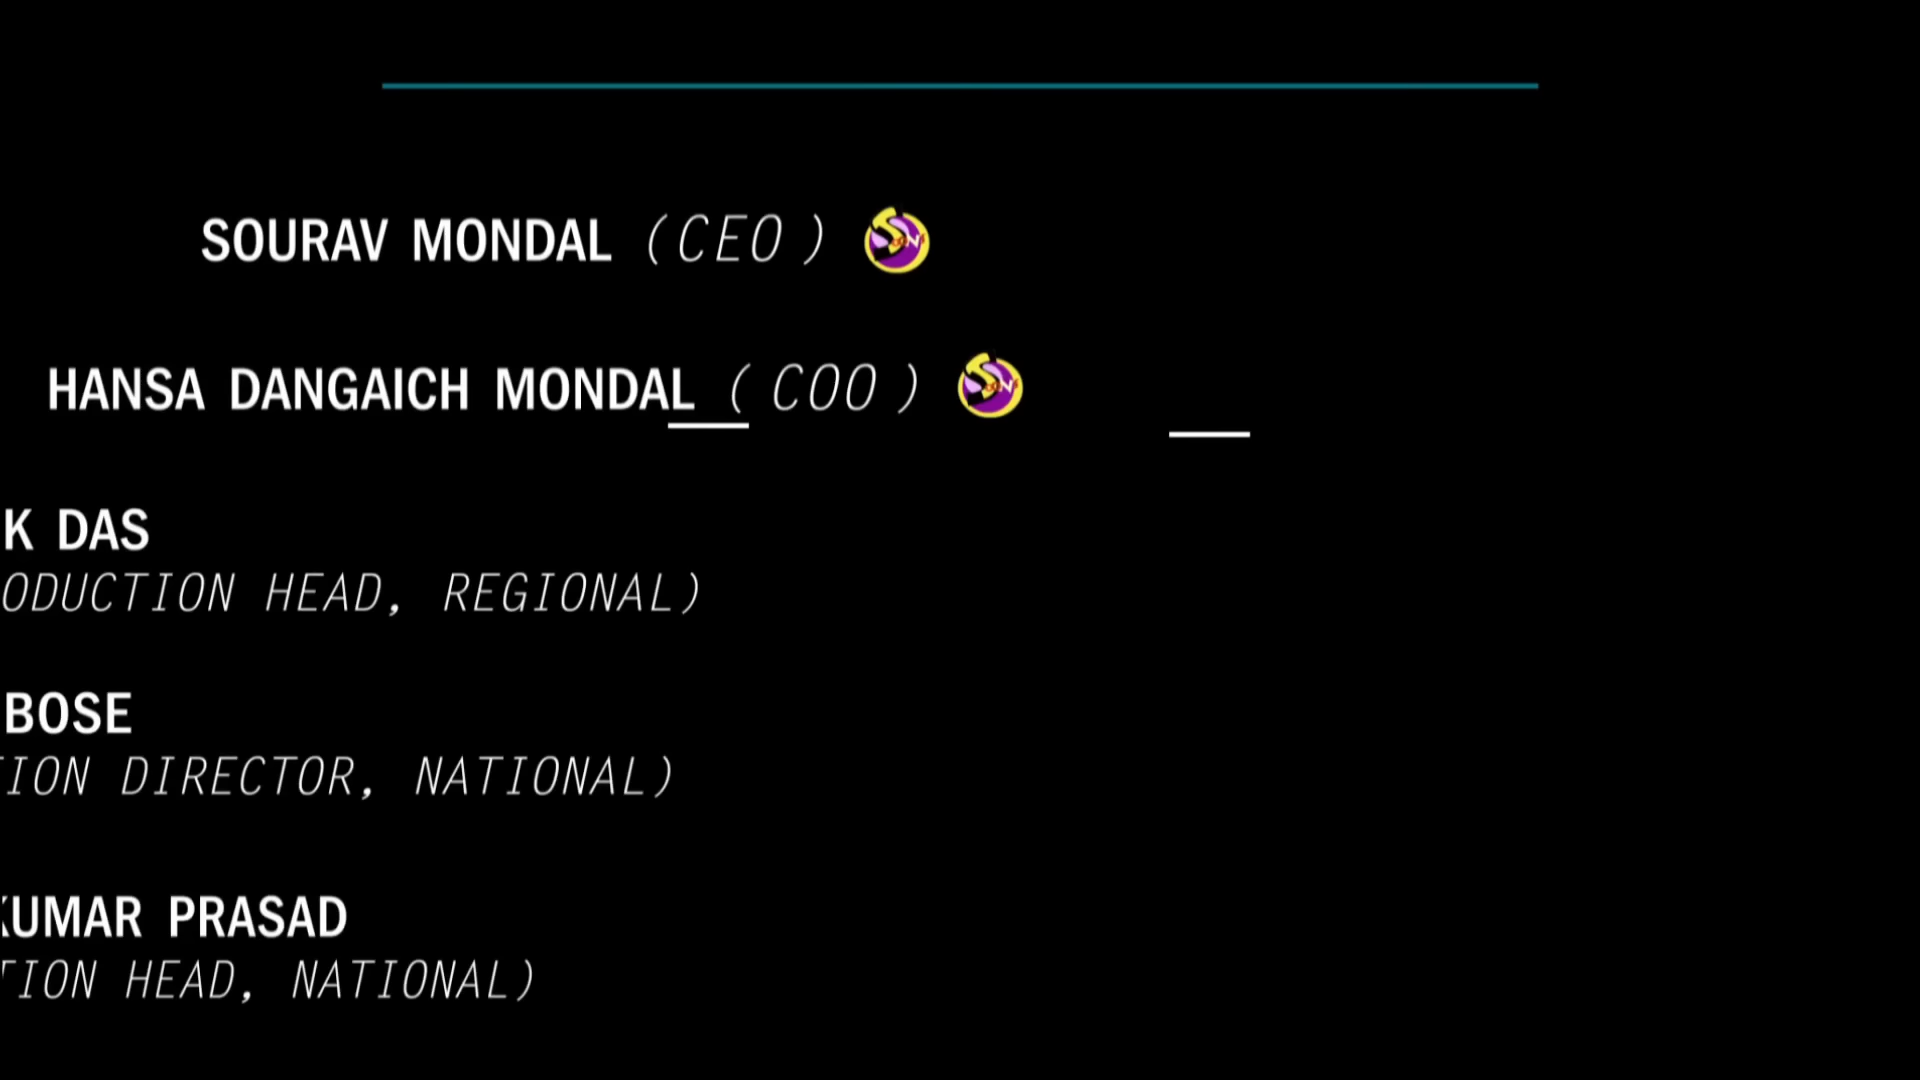 SOURAV MONDAL (CEO )
HANSA DANGAICH MONDAL ( COO )
K DAS
ODUCTION HEAD, REGIONAL)
BOSE
ION DIRECTOR, NATIONAL)
KUMAR PRASAD
TION HEAD, NATIONAL)